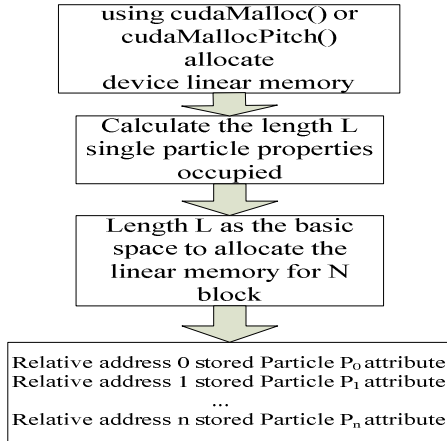 using cudaMalloc() or
cudaMallocPitch()
allocate
device linear memory
Calculate the length L
single particle properties
occupied
Length L as the basic
space to allocate the
linear memory for N
block
Relative address 0 stored Particle P₀ attribute
Relative address 1 stored Particle P₁ attribute
...
Relative address n stored Particle Pₙ attribute